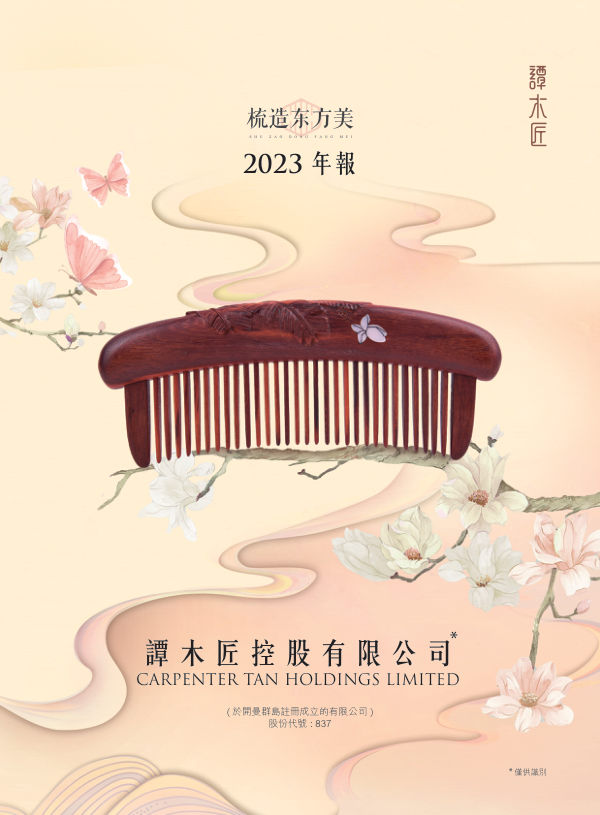 譚木匠
梳造东方美
SHU ZAO DONG FANG MEI
2023 年報
譚木匠控股有限公司*
CARPENTER TAN HOLDINGS LIMITED
(於開曼群島註冊成立的有限公司)
股份代號 : 837
* 僅供識別